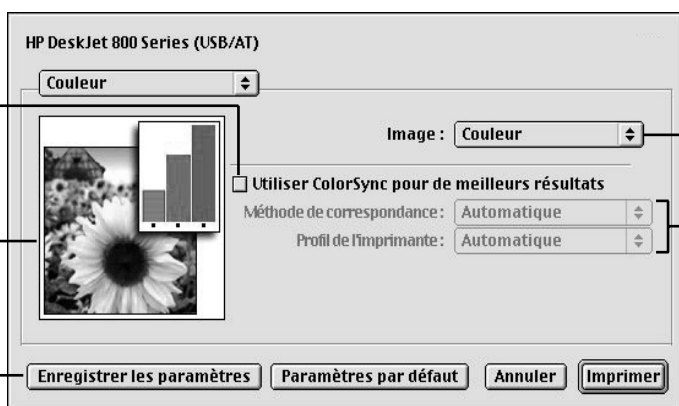 HP DeskJet 800 Series (USB/AT)
Couleur
Image : Couleur
Utiliser ColorSync pour de meilleurs résultats
Méthode de correspondance : Automatique
Profil de l'imprimante : Automatique
Enregistrer les paramètres Paramètres par défaut Annuler Imprimer